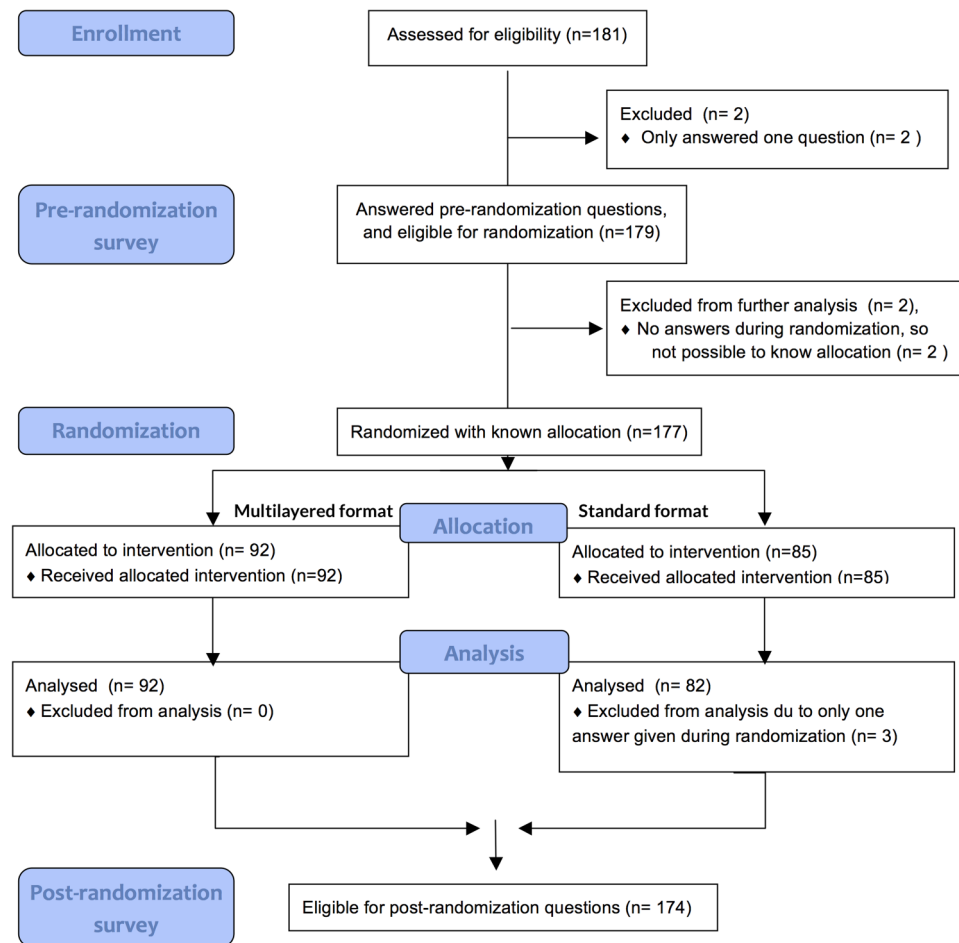 Enrollment
Assessed for eligibility (n=181)
Excluded (n= 2)
♦ Only answered one question (n= 2 )
Pre-randomization
survey
Answered pre-randomization questions,
and eligible for randomization (n=179)
Excluded from further analysis (n= 2),
♦ No answers during randomization, so
not possible to know allocation (n= 2 )
Randomization
Randomized with known allocation (n=177)
Multilayered format
Allocation
Standard format
Allocated to intervention (n= 92)
♦ Received allocated intervention (n=92)
Allocated to intervention (n=85)
♦ Received allocated intervention (n=85)
Analysis
Analysed (n= 92)
♦ Excluded from analysis (n= 0)
Analysed (n= 82)
♦ Excluded from analysis du to only one
answer given during randomization (n= 3)
Post-randomization
survey
Eligible for post-randomization questions (n= 174)